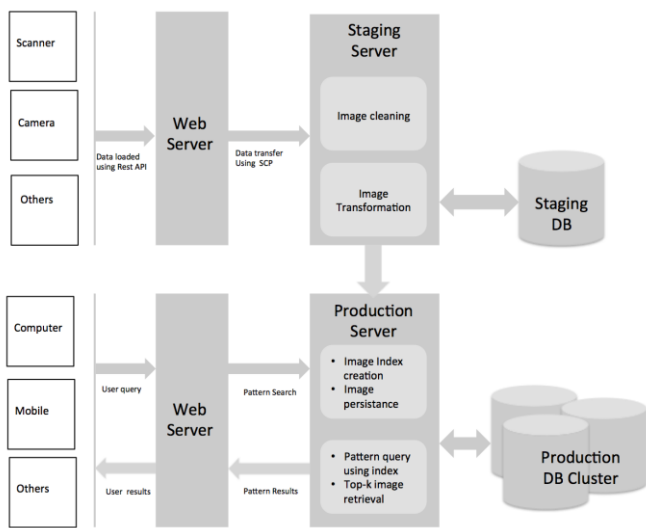 Scanner
Camera
Others
Data loaded
using Rest API
Web
Server
Data transfer
Using SCP
Staging
Server
Image cleaning
Image
Transformation
Staging
DB
Computer
Mobile
Others
User query
User results
Web
Server
Pattern Search
Pattern Results
Production
Server
• Image Index
creation
• Image
persistance
• Pattern query
using index
• Top-k image
retrieval
Production
DB Cluster